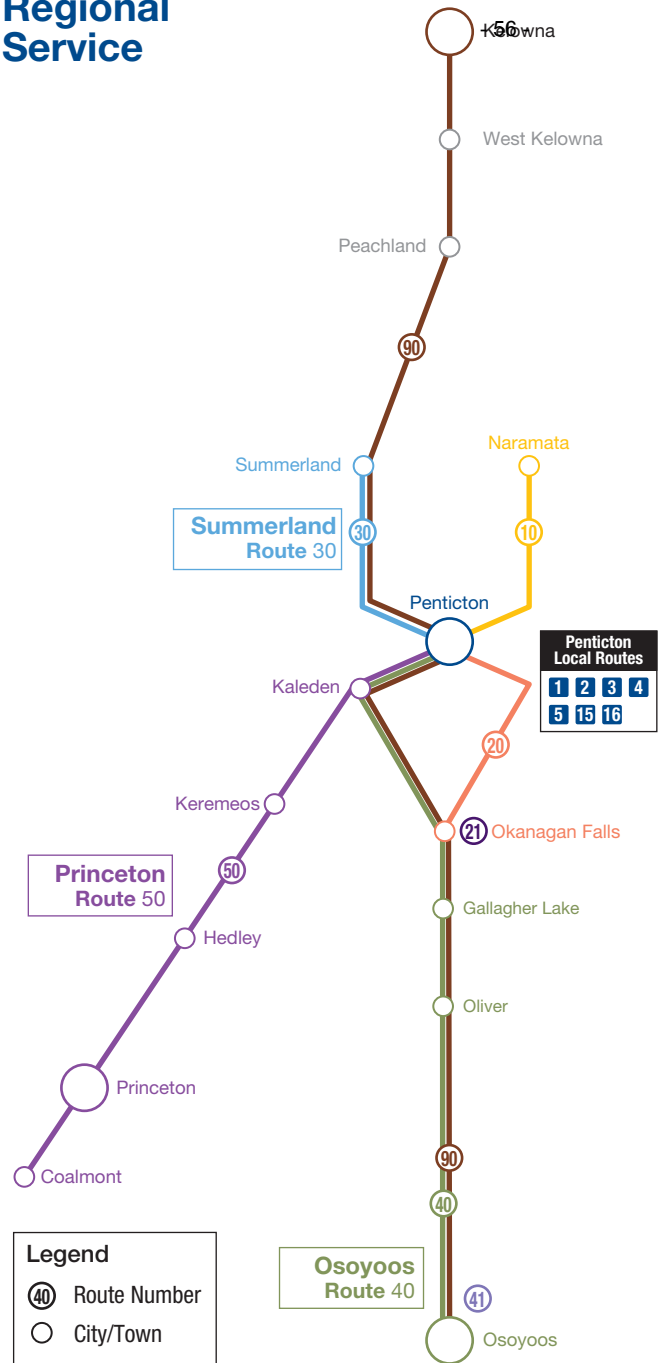 Regional
Service
Kelowna
- 56 -
West Kelowna
Peachland
90
Summerland
Naramata
Summerland
Route 30
30
10
Penticton
Penticton
Local Routes
1 2 3 4
5 15 16
Kaleden
20
Keremeos
21 Okanagan Falls
50
Princeton
Route 50
Gallagher Lake
Hedley
Oliver
Princeton
90
Coalmont
40
Legend
40 Route Number
City/Town
Osoyoos
Route 40
41
Osoyoos